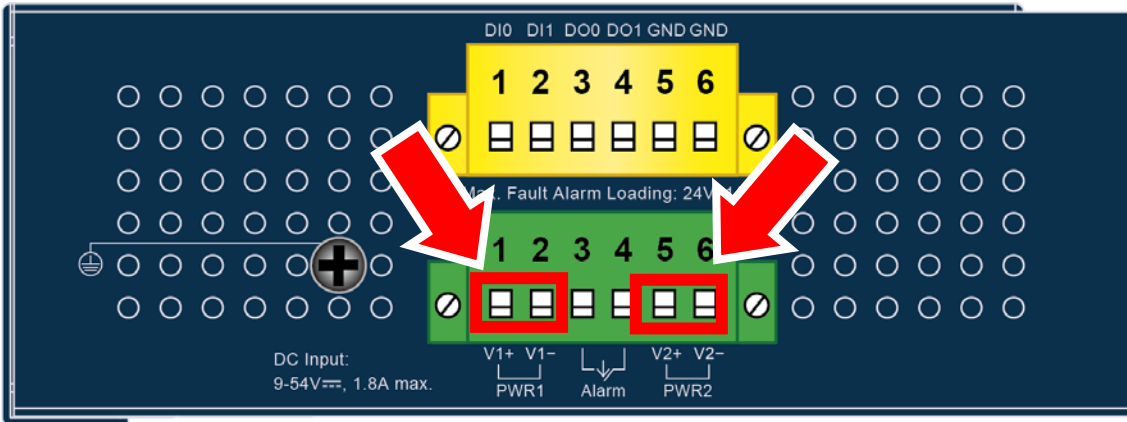 DI0 DI1 DO0 DO1 GND GND
1 2 3 4 5 6
Fault Alarm Loading: 24V
1 2 3 4 5 6
V1+ V1− V2+ V2−
PWR1 Alarm PWR2
DC Input:
9-54V⎓, 1.8A max.